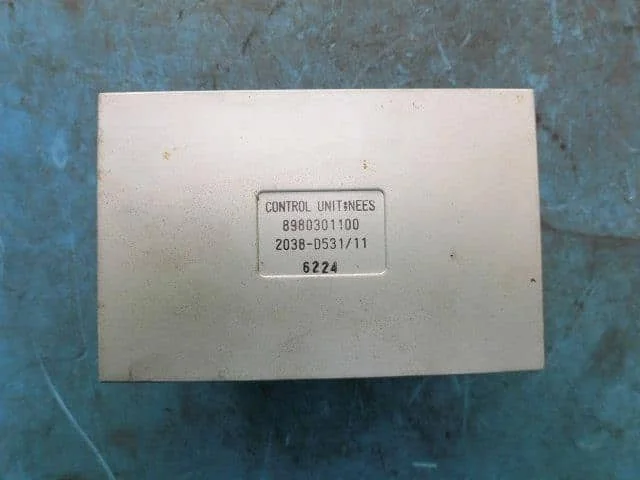 CONTROL UNIT:NEES
8980301100
2038-D531/11
6224